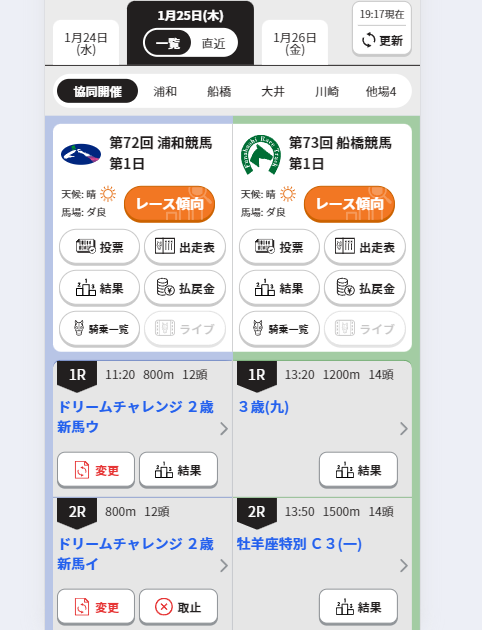 1月24日
(水)
1月25日(木)
一覧 直近
1月26日
(金)
19:17現在
更新
協同開催 浦和 船橋 大井 川崎 他場4
第72回 浦和競馬
第1日
天候: 晴
馬場: ダ良
レース傾向
投票 出走表
結果 払戻金
騎乗一覧 ライブ
Funabashi Race Track
第73回 船橋競馬
第1日
天候: 晴
馬場: ダ良
レース傾向
投票 出走表
結果 払戻金
騎乗一覧 ライブ
1R 11:20 800m 12頭
ドリームチャレンジ ２歳
新馬ウ
変更 結果
1R 13:20 1200m 14頭
３歳(九)
結果
2R 800m 12頭
ドリームチャレンジ ２歳
新馬イ
変更 取止
2R 13:50 1500m 14頭
牡羊座特別 Ｃ３(一)
結果